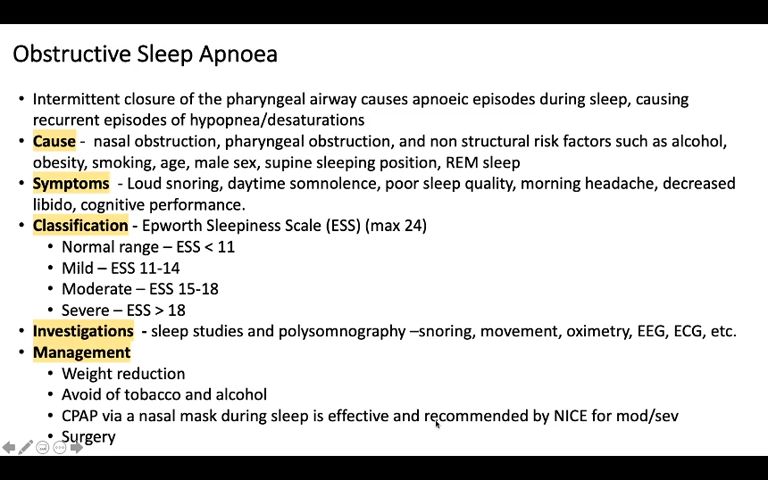 Obstructive Sleep Apnoea
• Intermittent closure of the pharyngeal airway causes apnoeic episodes during sleep, causing
recurrent episodes of hypopnea/desaturations
• Cause - nasal obstruction, pharyngeal obstruction, and non structural risk factors such as alcohol,
obesity, smoking, age, male sex, supine sleeping position, REM sleep
• Symptoms - Loud snoring, daytime somnolence, poor sleep quality, morning headache, decreased
libido, cognitive performance.
• Classification - Epworth Sleepiness Scale (ESS) (max 24)
• Normal range – ESS < 11
• Mild – ESS 11-14
• Moderate – ESS 15-18
• Severe – ESS > 18
• Investigations - sleep studies and polysomnography –snoring, movement, oximetry, EEG, ECG, etc.
• Management
• Weight reduction
• Avoid of tobacco and alcohol
• CPAP via a nasal mask during sleep is effective and recommended by NICE for mod/sev
• Surgery